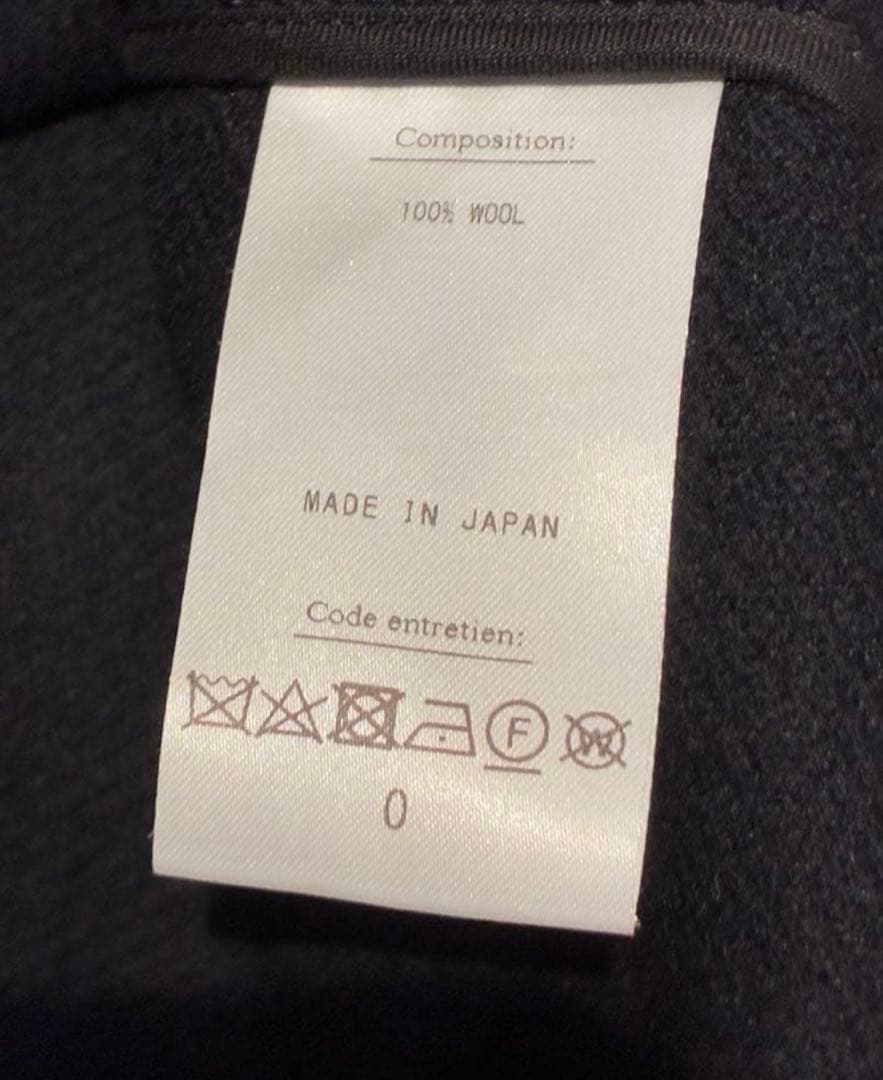 Composition:
100% WOOL
MADE IN JAPAN
Code entretien:
F W
0